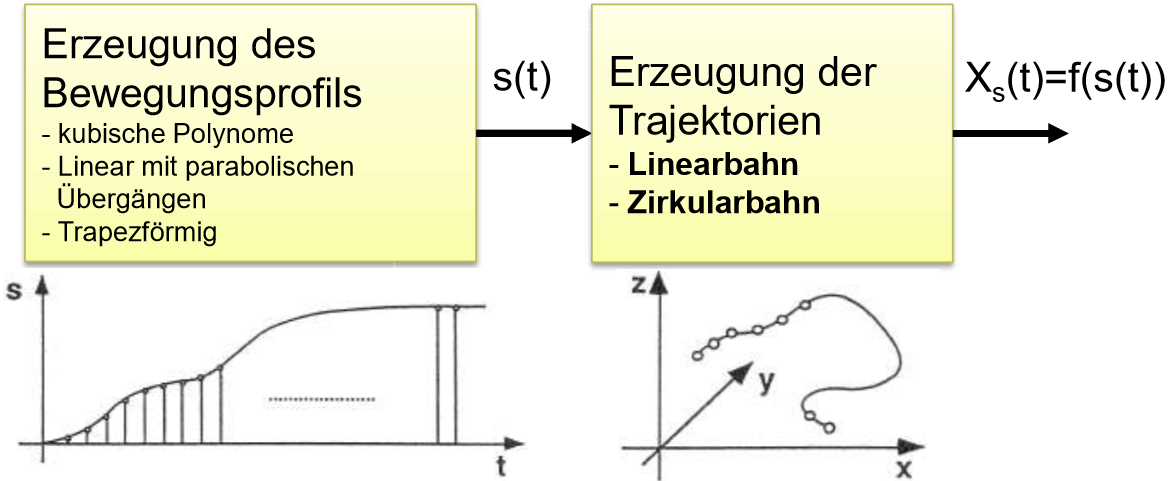 Erzeugung des
Bewegungsprofils
- kubische Polynome
- Linear mit parabolischen
Übergängen
- Trapezförmig
s(t)
Erzeugung der
Trajektorien
- Linearbahn
- Zirkularbahn
Xs(t)=f(s(t))
s
t
z
y
x